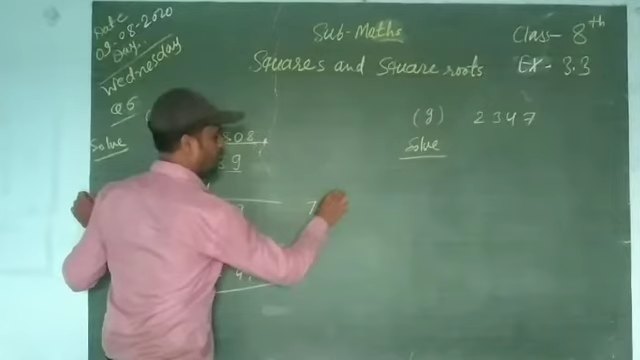 Date
09-08-2020
Day.
Wednesday
Q5
Solve
Sub-Maths
Class- 8th
Squares and Square roots
EX- 3.3
(g) 2347
Solve